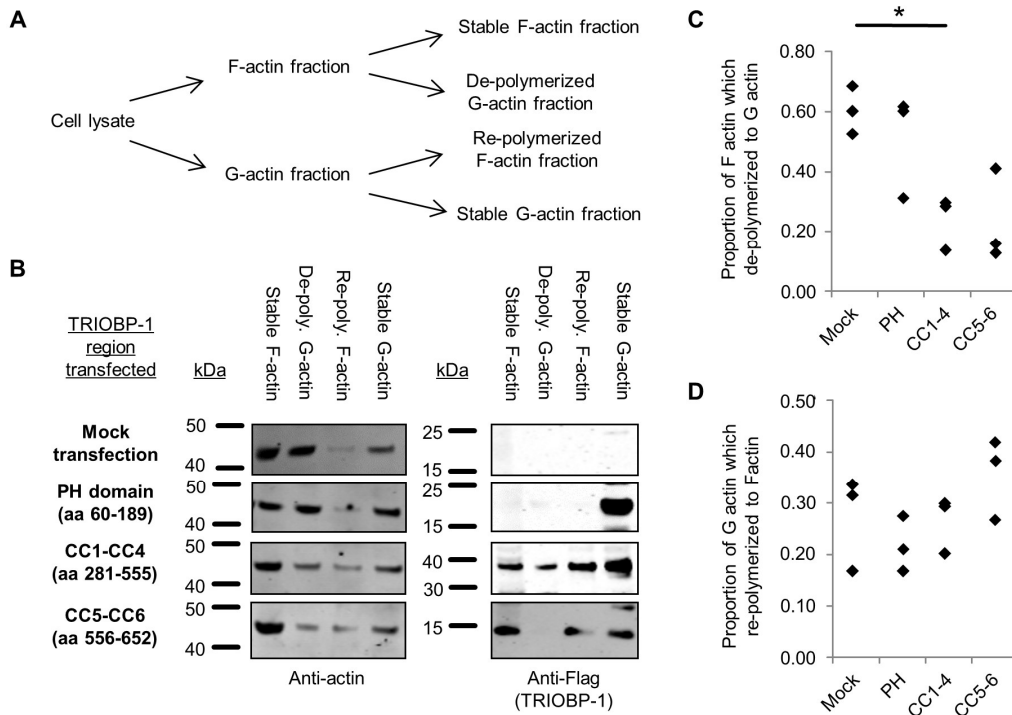 A
Cell lysate
F-actin fraction
G-actin fraction
Stable F-actin fraction
De-polymerized
G-actin fraction
Re-polymerized
F-actin fraction
Stable G-actin fraction
B
TRIOBP-1
region
transfected
kDa
Stable F-actin
De-poly. G-actin
Re-poly. F-actin
Stable G-actin
kDa
Stable F-actin
De-poly. G-actin
Re-poly. F-actin
Stable G-actin
Mock
transfection
50
40
25
15
PH domain
(aa 60-189)
50
40
25
15
CC1-CC4
(aa 281-555)
50
40
40
30
CC5-CC6
(aa 556-652)
50
40
15
Anti-actin
Anti-Flag
(TRIOBP-1)
C
*
Proportion of F actin which
de-polymerized to G actin
0.80
0.60
0.40
0.20
0.00
Mock
PH
CC1-4
CC5-6
D
Proportion of G actin which
re-polymerized to Factin
0.50
0.40
0.30
0.20
0.10
0.00
Mock
PH
CC1-4
CC5-6